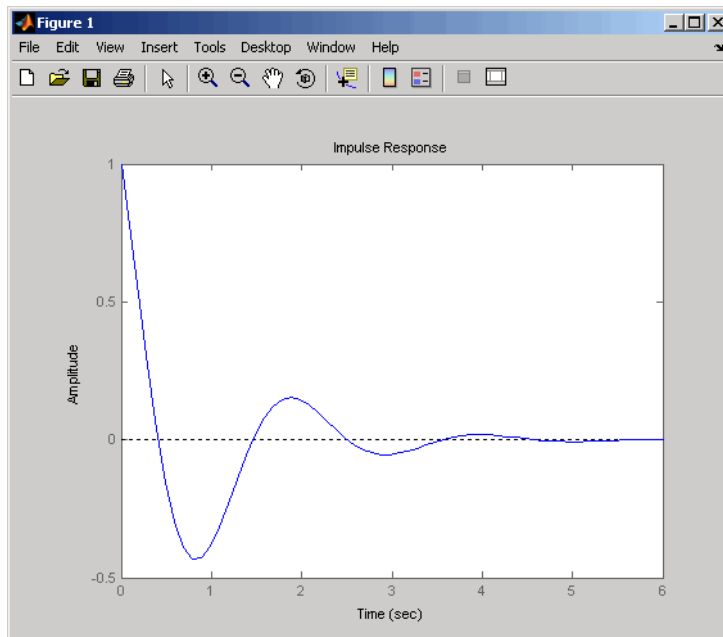 Figure 1
File Edit View Insert Tools Desktop Window Help
Impulse Response
1
0.5
0
-0.5
Amplitude
0 1 2 3 4 5 6
Time (sec)